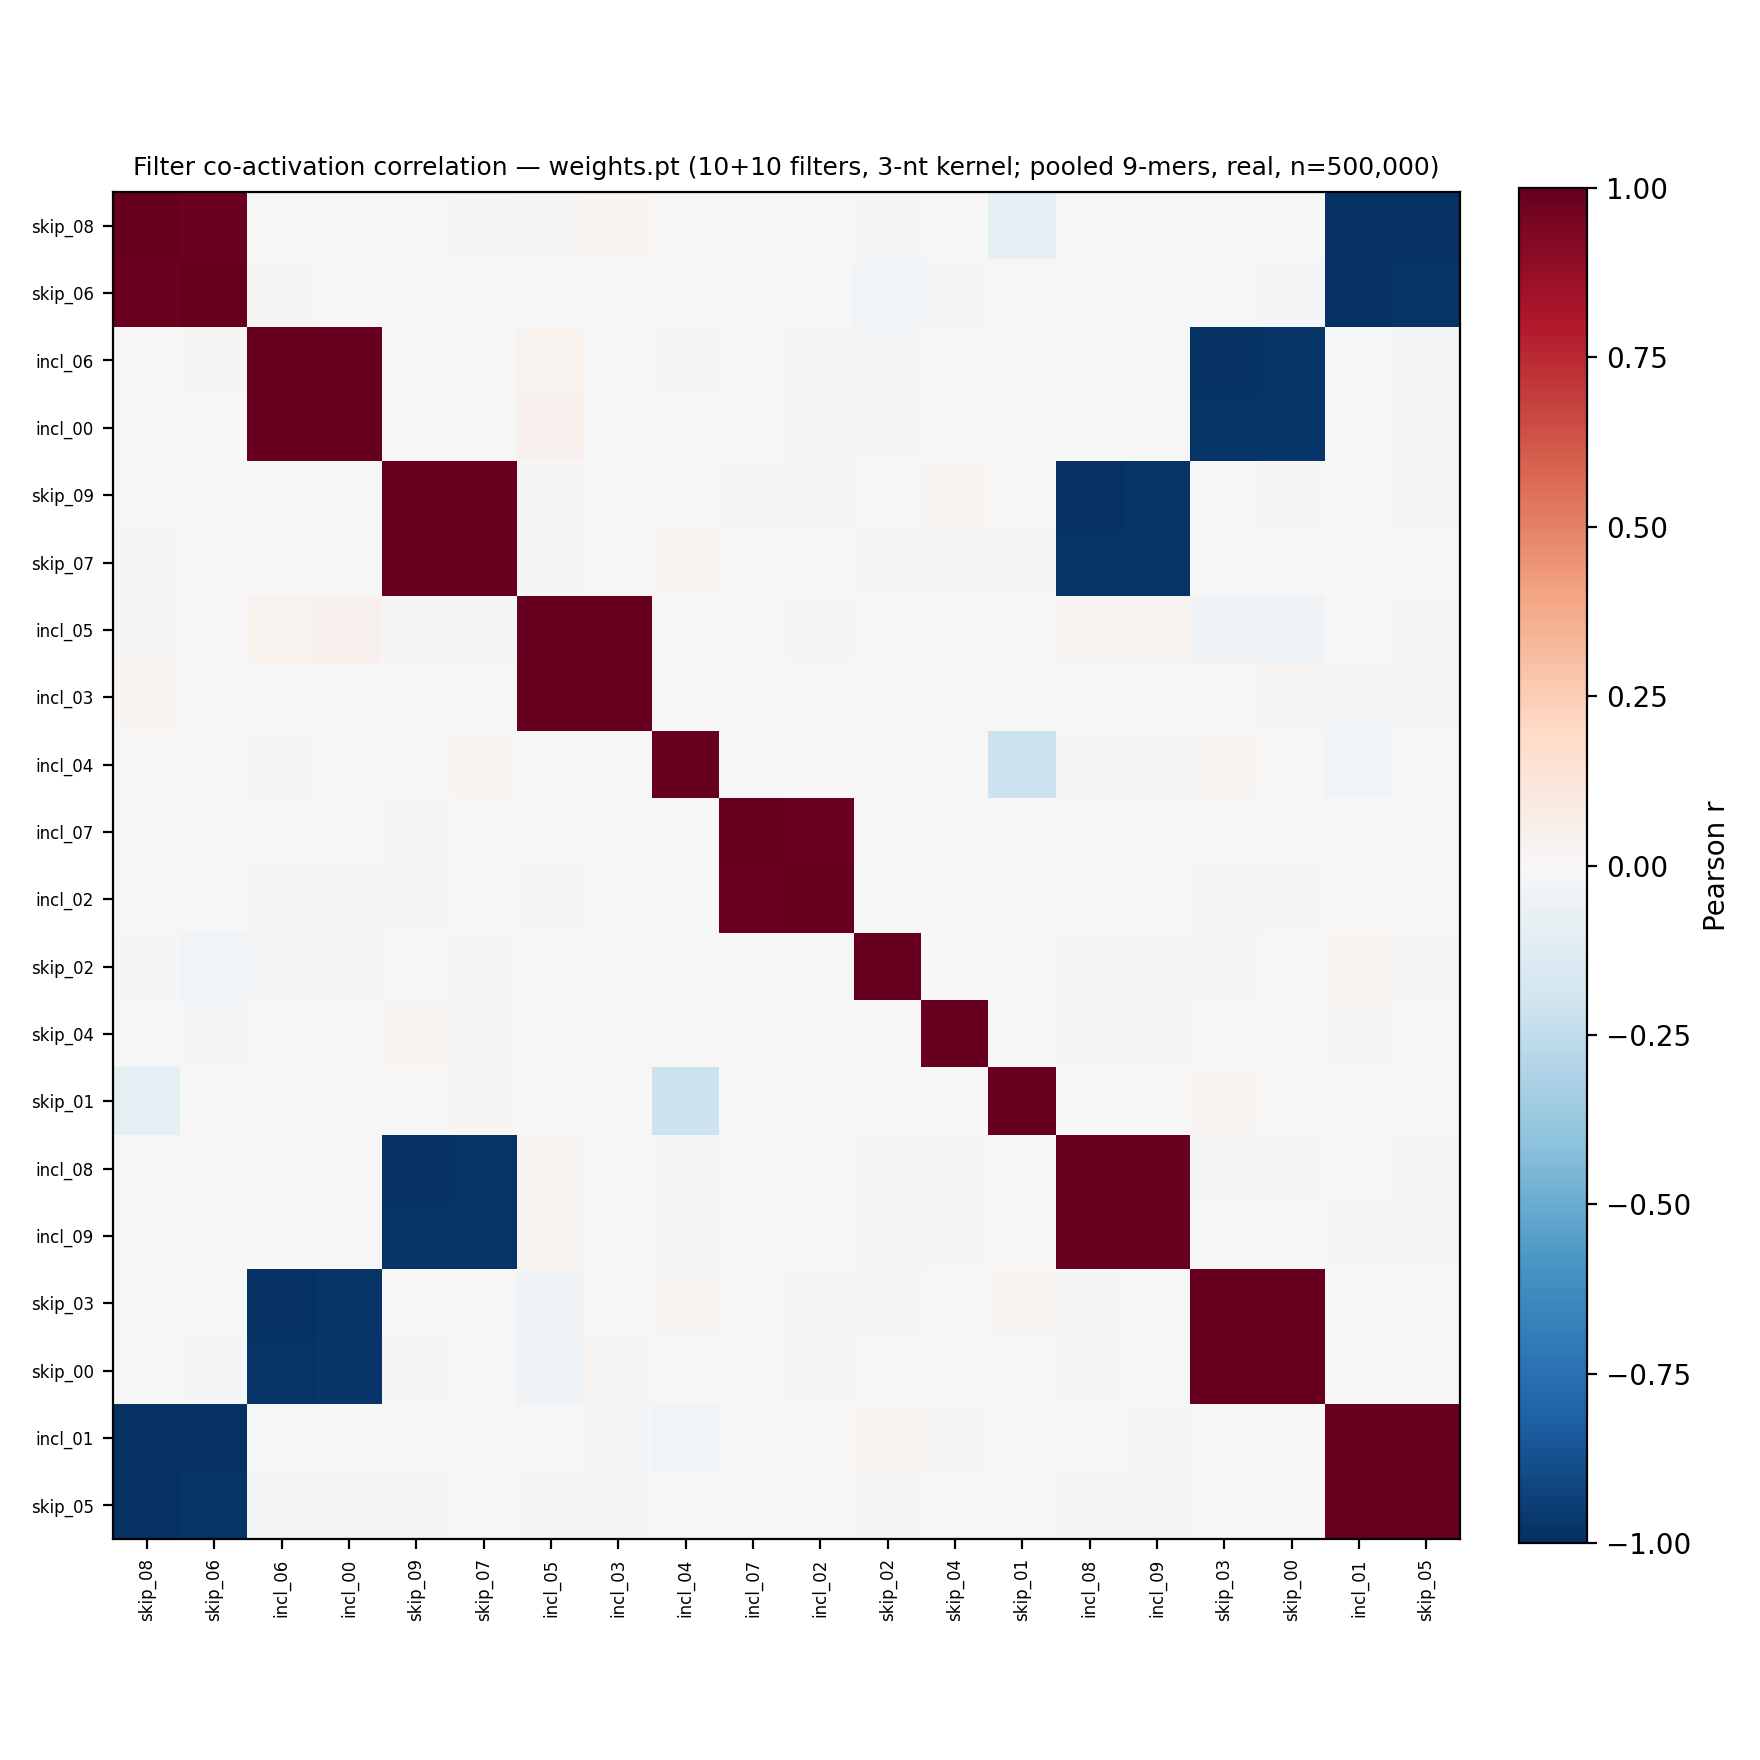 Filter co-activation correlation — weights.pt (10+10 filters, 3-nt kernel; pooled 9-mers, real, n=500,000)
skip_08
skip_06
incl_06
incl_00
skip_09
skip_07
incl_05
incl_03
incl_04
incl_07
incl_02
skip_02
skip_04
skip_01
incl_08
incl_09
skip_03
skip_00
incl_01
skip_05
skip_08
skip_06
incl_06
incl_00
skip_09
skip_07
incl_05
incl_03
incl_04
incl_07
incl_02
skip_02
skip_04
skip_01
incl_08
incl_09
skip_03
skip_00
incl_01
skip_05
1.00
0.75
0.50
0.25
0.00
−0.25
−0.50
−0.75
−1.00
Pearson r